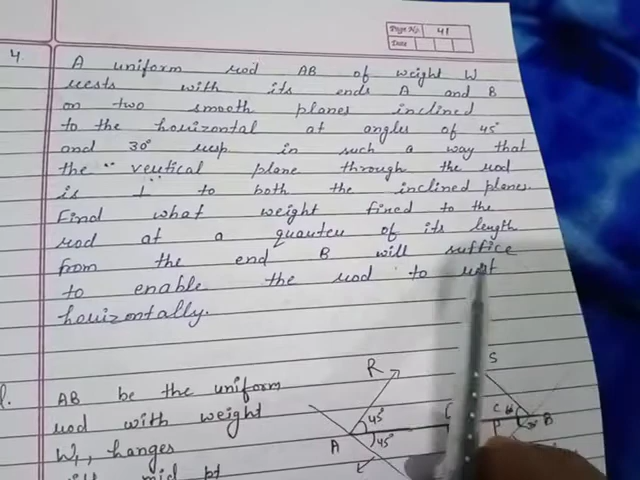 Page No. 41
Date
4. A uniform rod AB of weight W
rests with its ends A and B
on two smooth planes inclined
to the horizontal at angles of 45°
and 30° resp in such a way that
the vertical plane through the rod
is ⊥ to both the inclined planes.
Find what weight fixed to the
rod at a quarter of its length
from the end B will suffice
to enable the rod to rest
horizontally.
AB be the uniform
rod with weight
W₁, hanges
mid pt
R
S
45°
45°
A
C
B